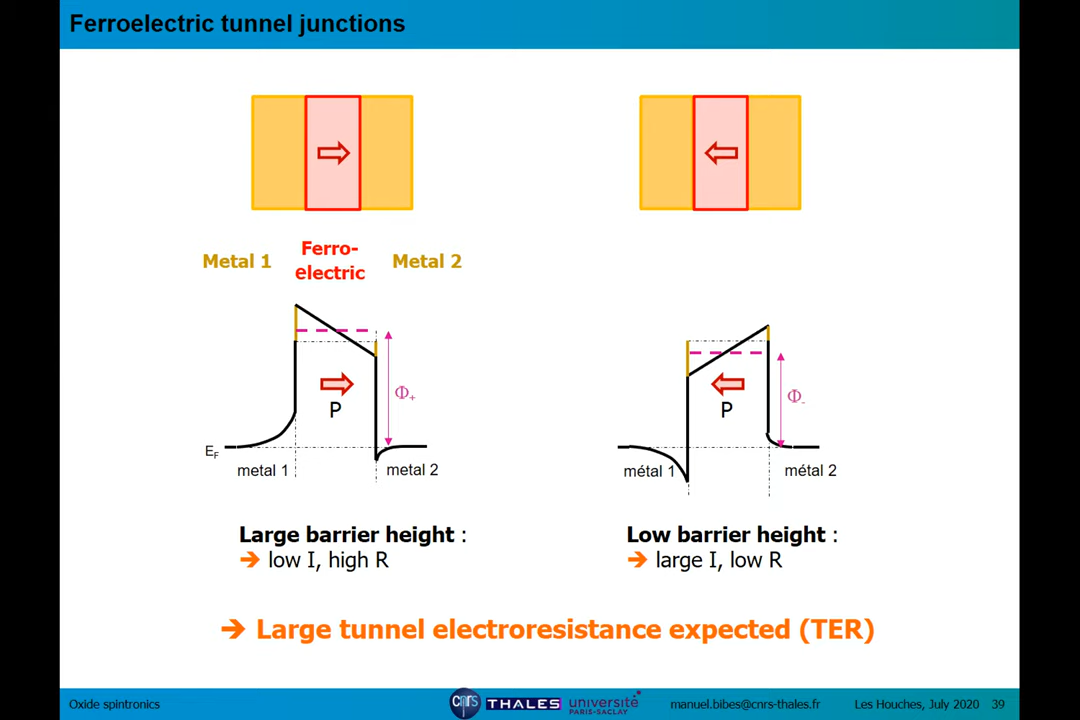 Ferroelectric tunnel junctions
Metal 1
Ferro-
electric
Metal 2
Φ+
P
EF
metal 1
metal 2
Φ-
P
métal 1
métal 2
Large barrier height :
➔ low I, high R
Low barrier height :
➔ large I, low R
➔ Large tunnel electroresistance expected (TER)
Oxide spintronics
cnrs
THALES
université
PARIS-SACLAY
manuel.bibes@cnrs-thales.fr
Les Houches, July 2020
39